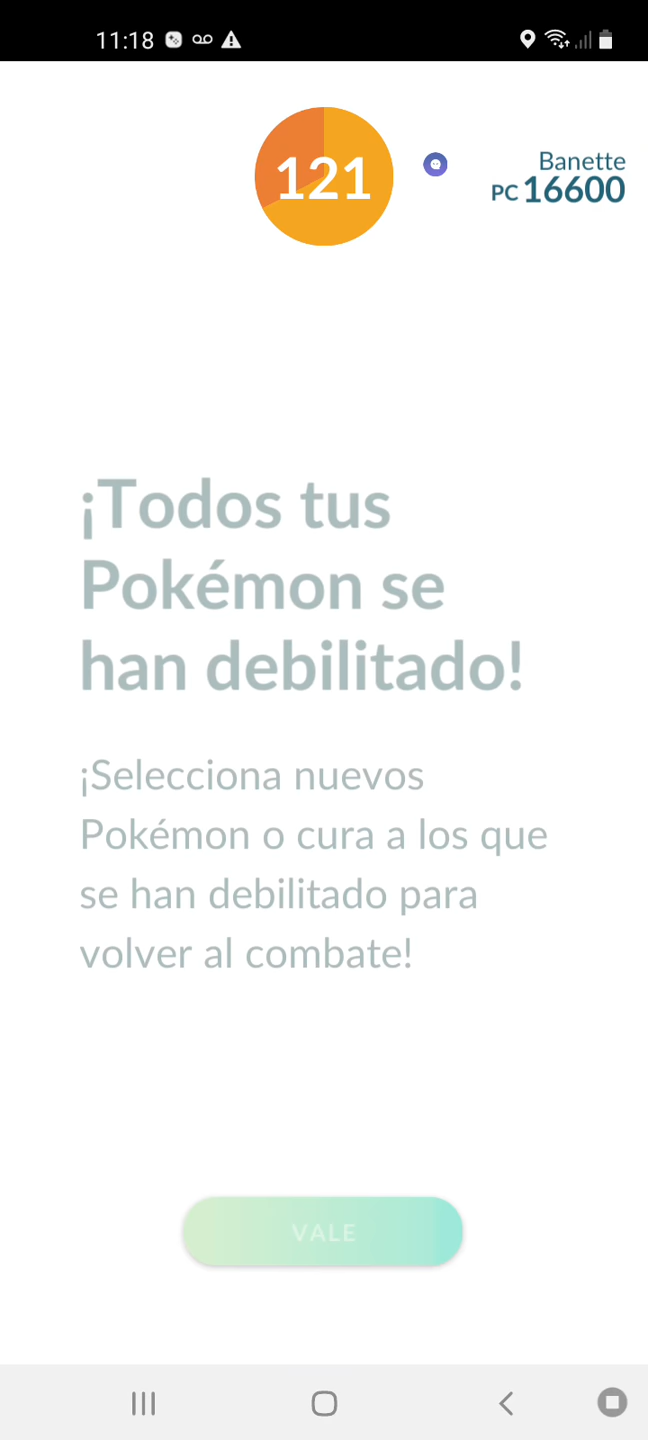 11:18
121
Banette
PC 16600
¡Todos tus
Pokémon se
han debilitado!
¡Selecciona nuevos
Pokémon o cura a los que
se han debilitado para
volver al combate!
VALE